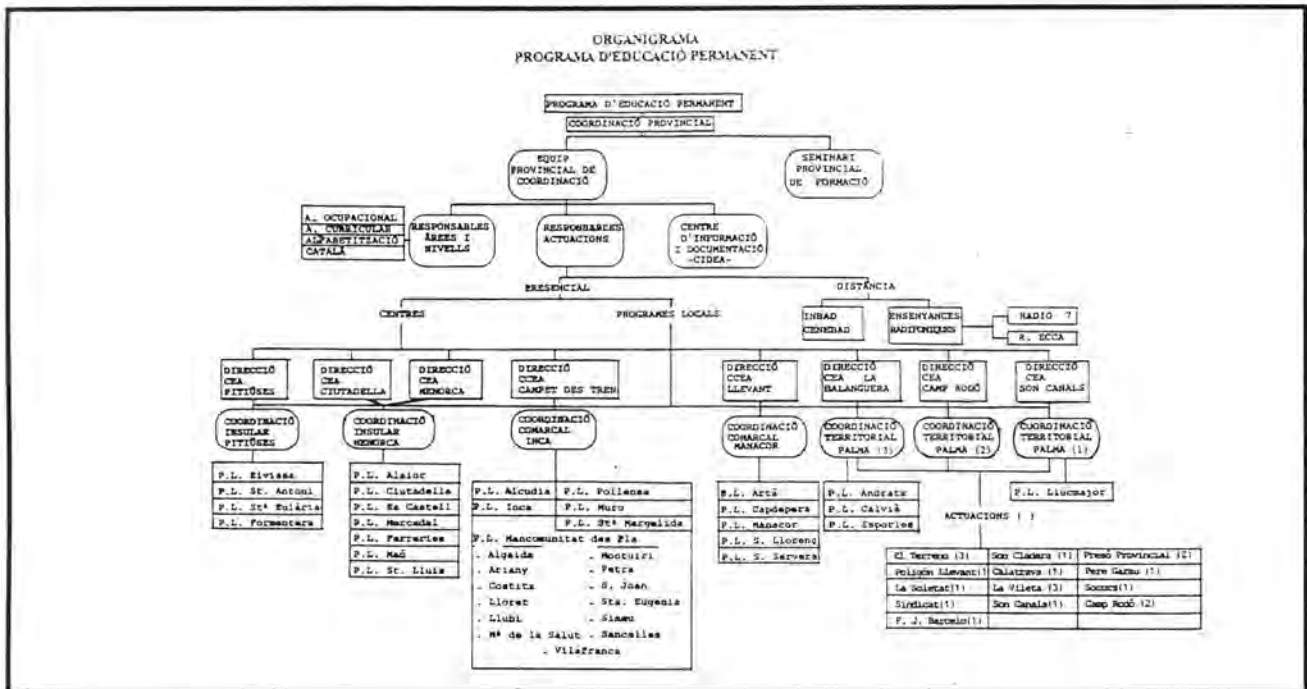 ORGANIGRAMA
PROGRAMA D'EDUCACIÓ PERMANENT
PROGRAMA D'EDUCACIÓ PERMANENT
COORDINACIÓ PROVINCIAL
EQUIP
PROVINCIAL DE
COORDINACIÓ
SEMINARI
PROVINCIAL
DE FORMACIÓ
A. OCUPACIONAL
A. CURRICULAR
ALFABETITZACIÓ
CATALÀ
RESPONSABLES
ÀREES I
NIVELLS
RESPONSABLES
ACTUACIONS
CENTRE
D'INFORMACIÓ
I DOCUMENTACIÓ
-CIDEA-
PRESENCIAL
DISTÀNCIA
CENTRES
PROGRAMES LOCALS
INBAD
CENEBAD
ENSENYANCES
RADIFONIQUES
RADIO 7
R. ECCA
DIRECCIÓ
CEA
PITIÜSES
DIRECCIÓ
CEA
CIUTADELLA
DIRECCIÓ
CEA
MENORCA
DIRECCIÓ
CCEA
CAMPET DES TREN
DIRECCIÓ
CCEA
LLEVANT
DIRECCIÓ
CEA LA
BALANGUERA
DIRECCIÓ
CEA
CAMP RODÓ
DIRECCIÓ
CEA
SON CANALS
COORDINACIÓ
INSULAR
PITIÜSES
COORDINACIÓ
INSULAR
MENORCA
COORDINACIÓ
COMARCAL
INCA
COORDINACIÓ
COMARCAL
MANACOR
COORDINACIÓ
TERRITORIAL
PALMA (3)
COORDINACIÓ
TERRITORIAL
PALMA (2)
COORDINACIÓ
TERRITORIAL
PALMA (1)
P.L. Eivissa
P.L. St. Antoni
P.L. Stª Eulària
P.L. Formentera
P.L. Alaior
P.L. Ciutadella
P.L. Es Castell
P.L. Mercadal
P.L. Ferreries
P.L. Maó
P.L. St. Lluis
P.L. Alcudia
P.L. Pollensa
P.L. Inca
P.L. Muro
P.L. Stª Margalida
P.L. Mancomunitat des Pla
. Algaida
. Montuiri
. Ariany
. Petra
. Costitx
. S. Joan
. Lloret
. Sta. Eugenia
. Llubi
. Sineu
. Mª de la Salut
. Sancelles
. Vilafranca
P.L. Artà
P.L. Capdepera
P.L. Manacor
P.L. S. Llorenç
P.L. S. Servera
P.L. Andratx
P.L. Calvià
P.L. Esporles
P.L. Llucmajor
ACTUACIONS ( )
El Terreno (3)
Son Cladera (1)
Presó Provincial (2)
Poligón Llevant(1)
Calatrava (1)
Pere Garau (1)
La Soletat(1)
La Vileta (3)
Socors(1)
Sindicat(1)
Son Canals(1)
Camp Rodó (2)
F. J. Barcelo(1)